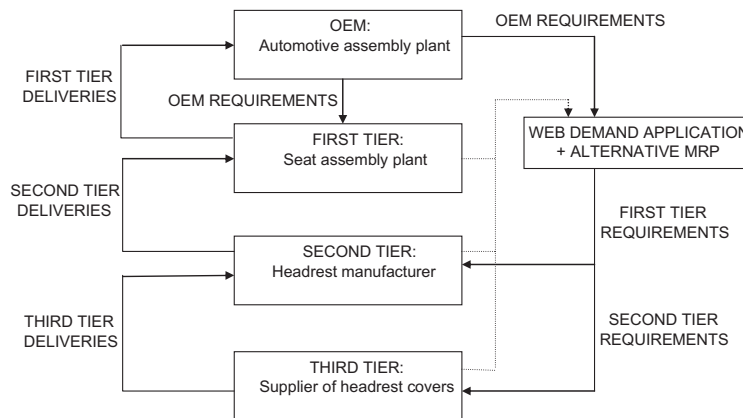 OEM:
Automotive assembly plant
OEM REQUIREMENTS
FIRST TIER
DELIVERIES
OEM REQUIREMENTS
FIRST TIER:
Seat assembly plant
WEB DEMAND APPLICATION
+ ALTERNATIVE MRP
SECOND TIER
DELIVERIES
FIRST TIER
REQUIREMENTS
SECOND TIER:
Headrest manufacturer
THIRD TIER
DELIVERIES
SECOND TIER
REQUIREMENTS
THIRD TIER:
Supplier of headrest covers